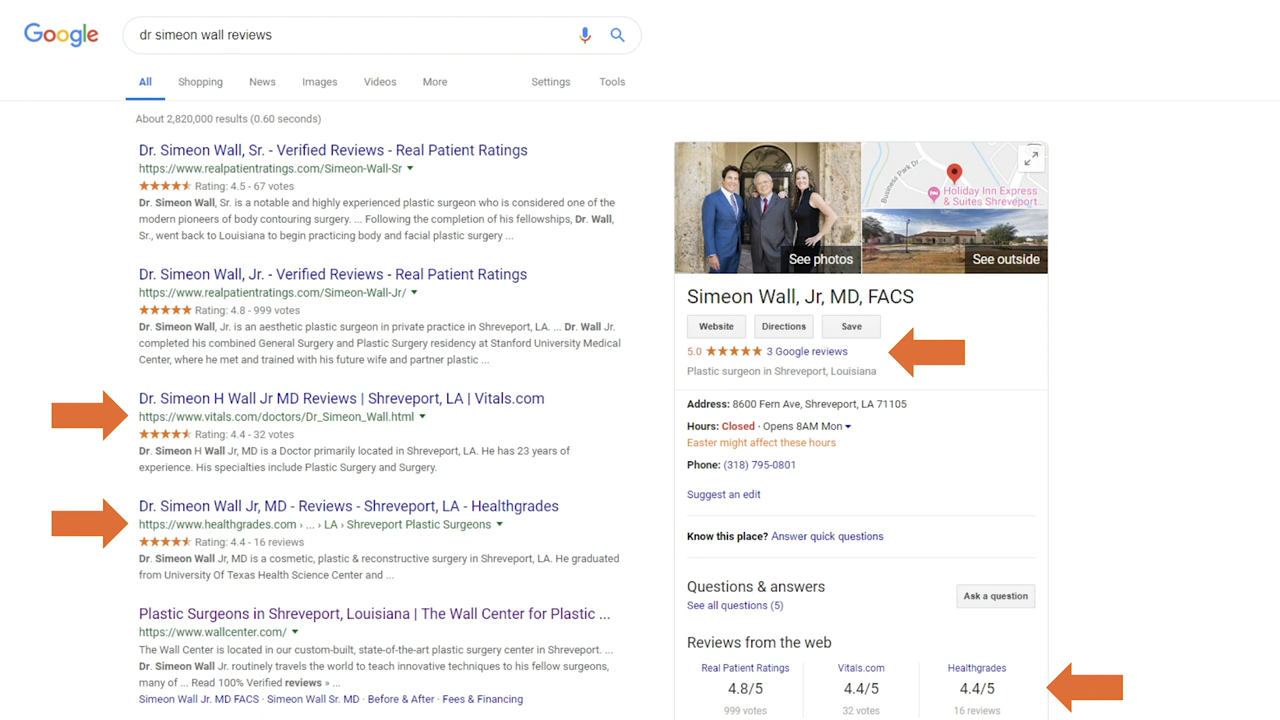 Google
dr simeon wall reviews
All Shopping News Images Videos More Settings Tools
About 2,820,000 results (0.60 seconds)
Dr. Simeon Wall, Sr. - Verified Reviews - Real Patient Ratings
https://www.realpatientratings.com/Simeon-Wall-Sr
Rating: 4.5 - 67 votes
Dr. Simeon Wall, Sr. is a notable and highly experienced plastic surgeon who is considered one of the
modern pioneers of body contouring surgery. ... Following the completion of his fellowships, Dr. Wall,
Sr., went back to Louisiana to begin practicing body and facial plastic surgery ...
Dr. Simeon Wall, Jr. - Verified Reviews - Real Patient Ratings
https://www.realpatientratings.com/Simeon-Wall-Jr/
Rating: 4.8 - 999 votes
Dr. Simeon Wall, Jr. is an aesthetic plastic surgeon in private practice in Shreveport, LA. ... Dr. Wall Jr.
completed his combined General Surgery and Plastic Surgery residency at Stanford University Medical
Center, where he met and trained with his future wife and partner plastic ...
Dr. Simeon H Wall Jr MD Reviews | Shreveport, LA | Vitals.com
https://www.vitals.com/doctors/Dr_Simeon_Wall.html
Rating: 4.4 - 32 votes
Dr. Simeon H Wall Jr, MD is a Doctor primarily located in Shreveport, LA. He has 23 years of
experience. His specialties include Plastic Surgery and Surgery.
Dr. Simeon Wall Jr, MD - Reviews - Shreveport, LA - Healthgrades
https://www.healthgrades.com › ... › LA › Shreveport Plastic Surgeons
Rating: 4.4 - 16 reviews
Dr. Simeon Wall Jr, MD is a cosmetic, plastic & reconstructive surgery in Shreveport, LA. He graduated
from University Of Texas Health Science Center and ...
Plastic Surgeons in Shreveport, Louisiana | The Wall Center for Plastic ...
https://www.wallcenter.com/
The Wall Center is located in our custom-built, state-of-the-art plastic surgery center in Shreveport. ...
Dr. Simeon Wall Jr. routinely travels the world to teach innovative techniques to his fellow surgeons,
many of ... Read 100% Verified reviews » ...
Simeon Wall Jr. MD FACS · Simeon Wall Sr. MD · Before & After · Fees & Financing
Business Park Dr
Holiday Inn Express
& Suites Shreveport...
See photos
See outside
Simeon Wall, Jr, MD, FACS
Website Directions Save
5.0 3 Google reviews
Plastic surgeon in Shreveport, Louisiana
Address: 8600 Fern Ave, Shreveport, LA 71105
Hours: Closed · Opens 8AM Mon
Easter might affect these hours
Phone: (318) 795-0801
Suggest an edit
Know this place? Answer quick questions
Questions & answers
See all questions (5)
Ask a question
Reviews from the web
Real Patient Ratings Vitals.com Healthgrades
4.8/5 4.4/5 4.4/5
999 votes 32 votes 16 reviews